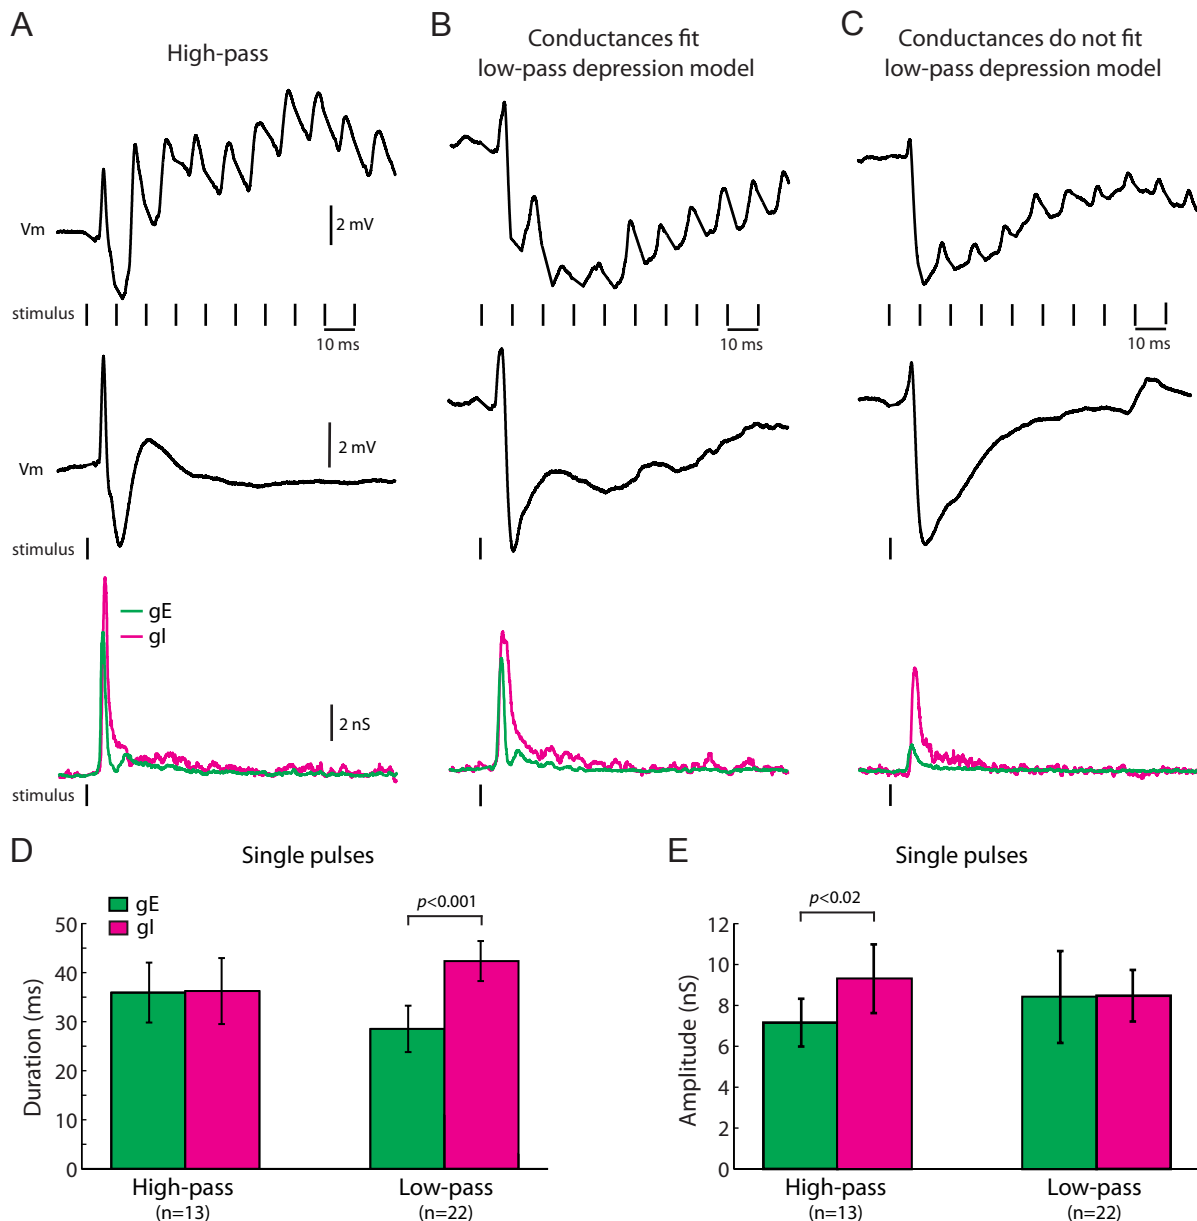 A
B
C
High-pass
Conductances fit
low-pass depression model
Conductances do not fit
low-pass depression model
Vm
2 mV
stimulus
10 ms
10 ms
10 ms
2 mV
Vm
stimulus
gE
gI
2 nS
stimulus
D
Single pulses
E
Single pulses
gE
gI
p<0.001
p<0.02
Duration (ms)
50
40
30
20
10
0
High-pass
(n=13)
Low-pass
(n=22)
Amplitude (nS)
12
10
8
6
4
2
0
High-pass
(n=13)
Low-pass
(n=22)